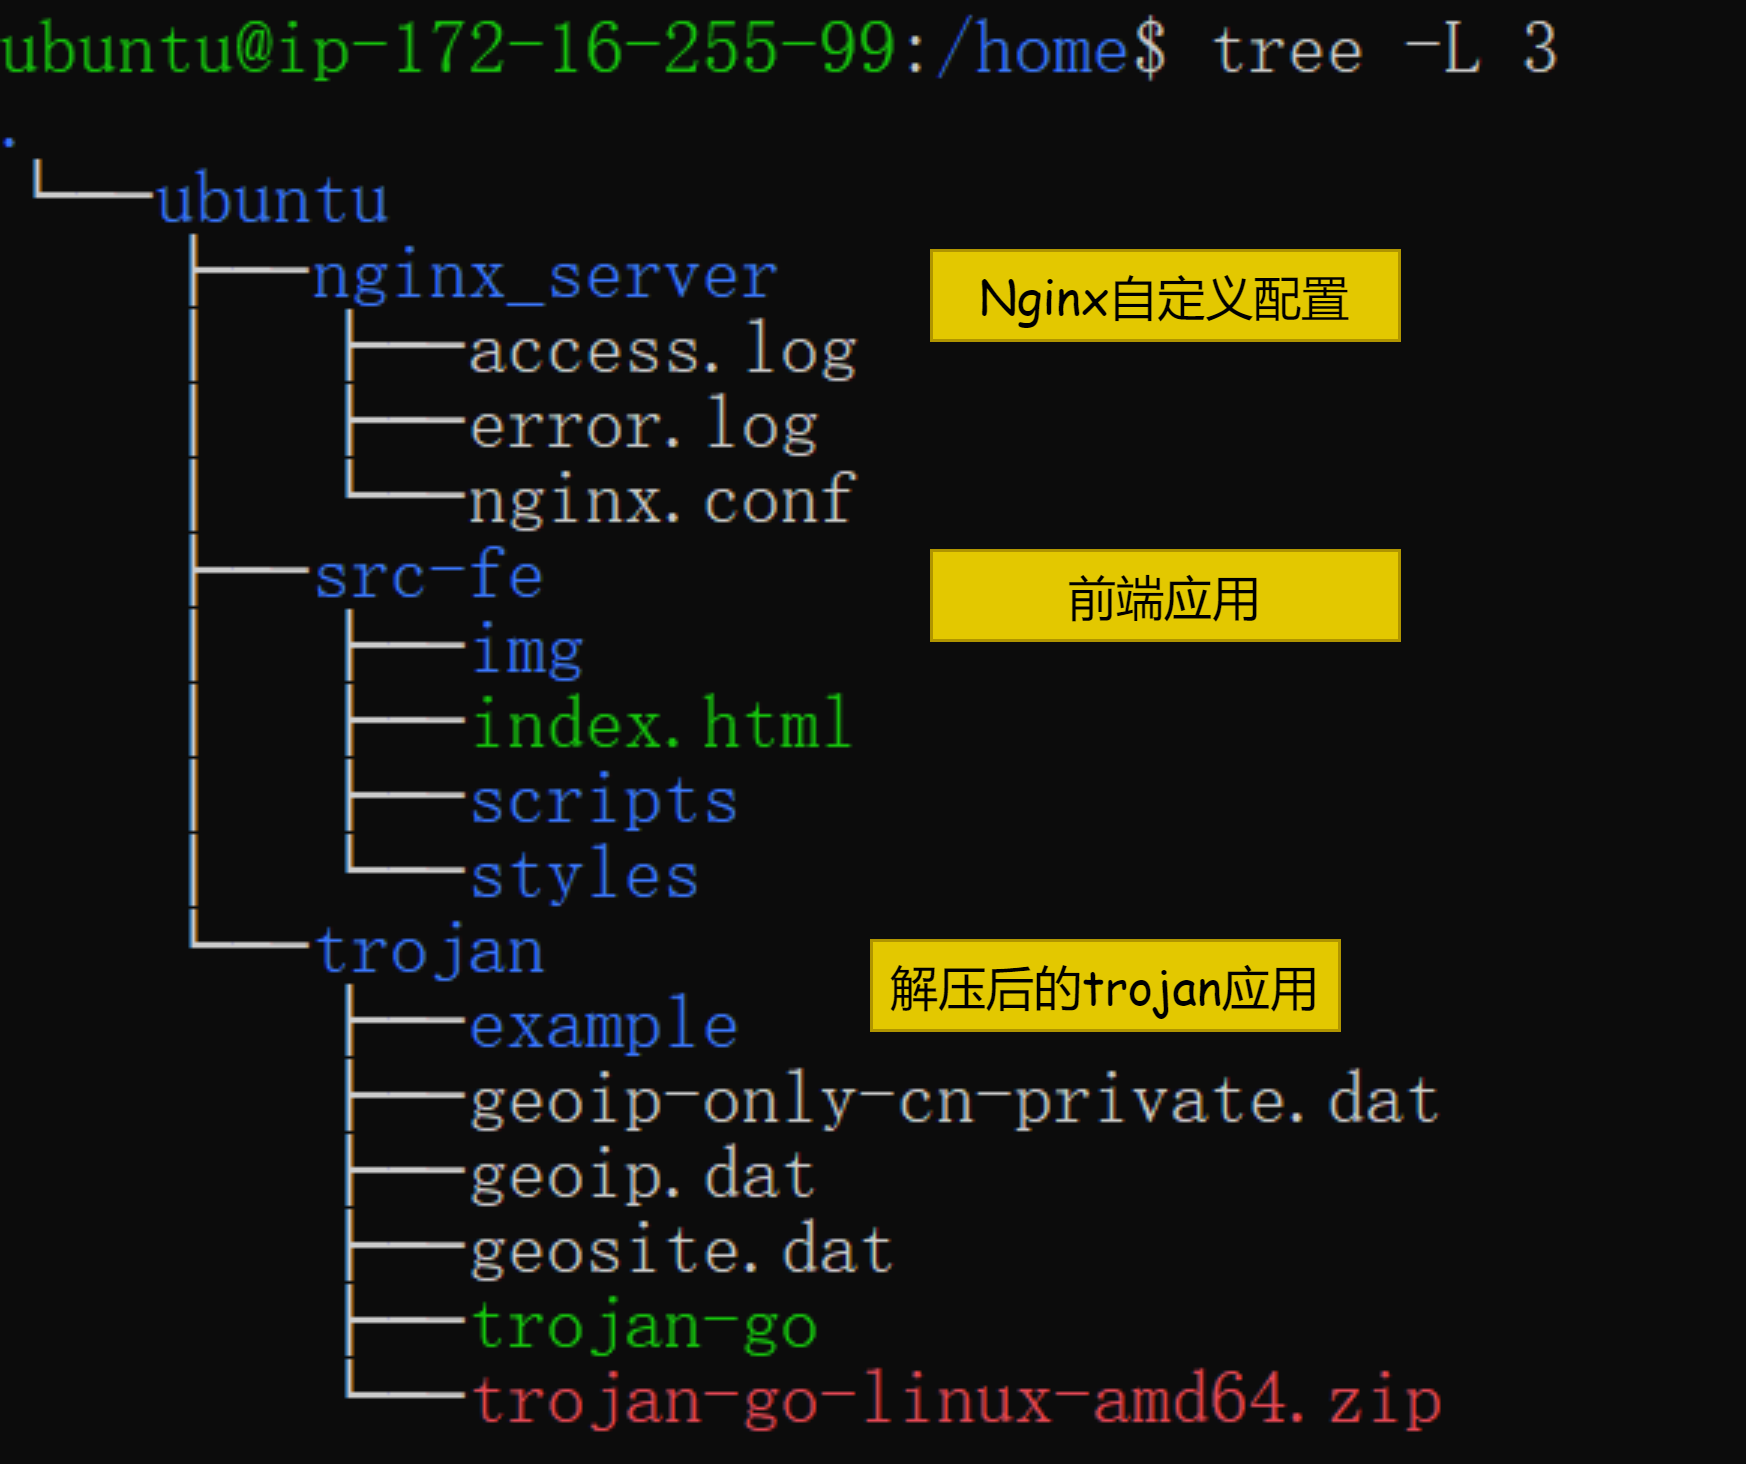 ubuntu@ip-172-16-255-99:/home$ tree -L 3
.
└──ubuntu
├──nginx_server Nginx自定义配置
├──access.log
├──error.log
└──nginx.conf
├──src-fe 前端应用
├──img
├──index.html
├──scripts
└──styles
└──trojan
解压后的trojan应用
├──example
├──geoip-only-cn-private.dat
├──geoip.dat
├──geosite.dat
├──trojan-go
└──trojan-go-linux-amd64.zip